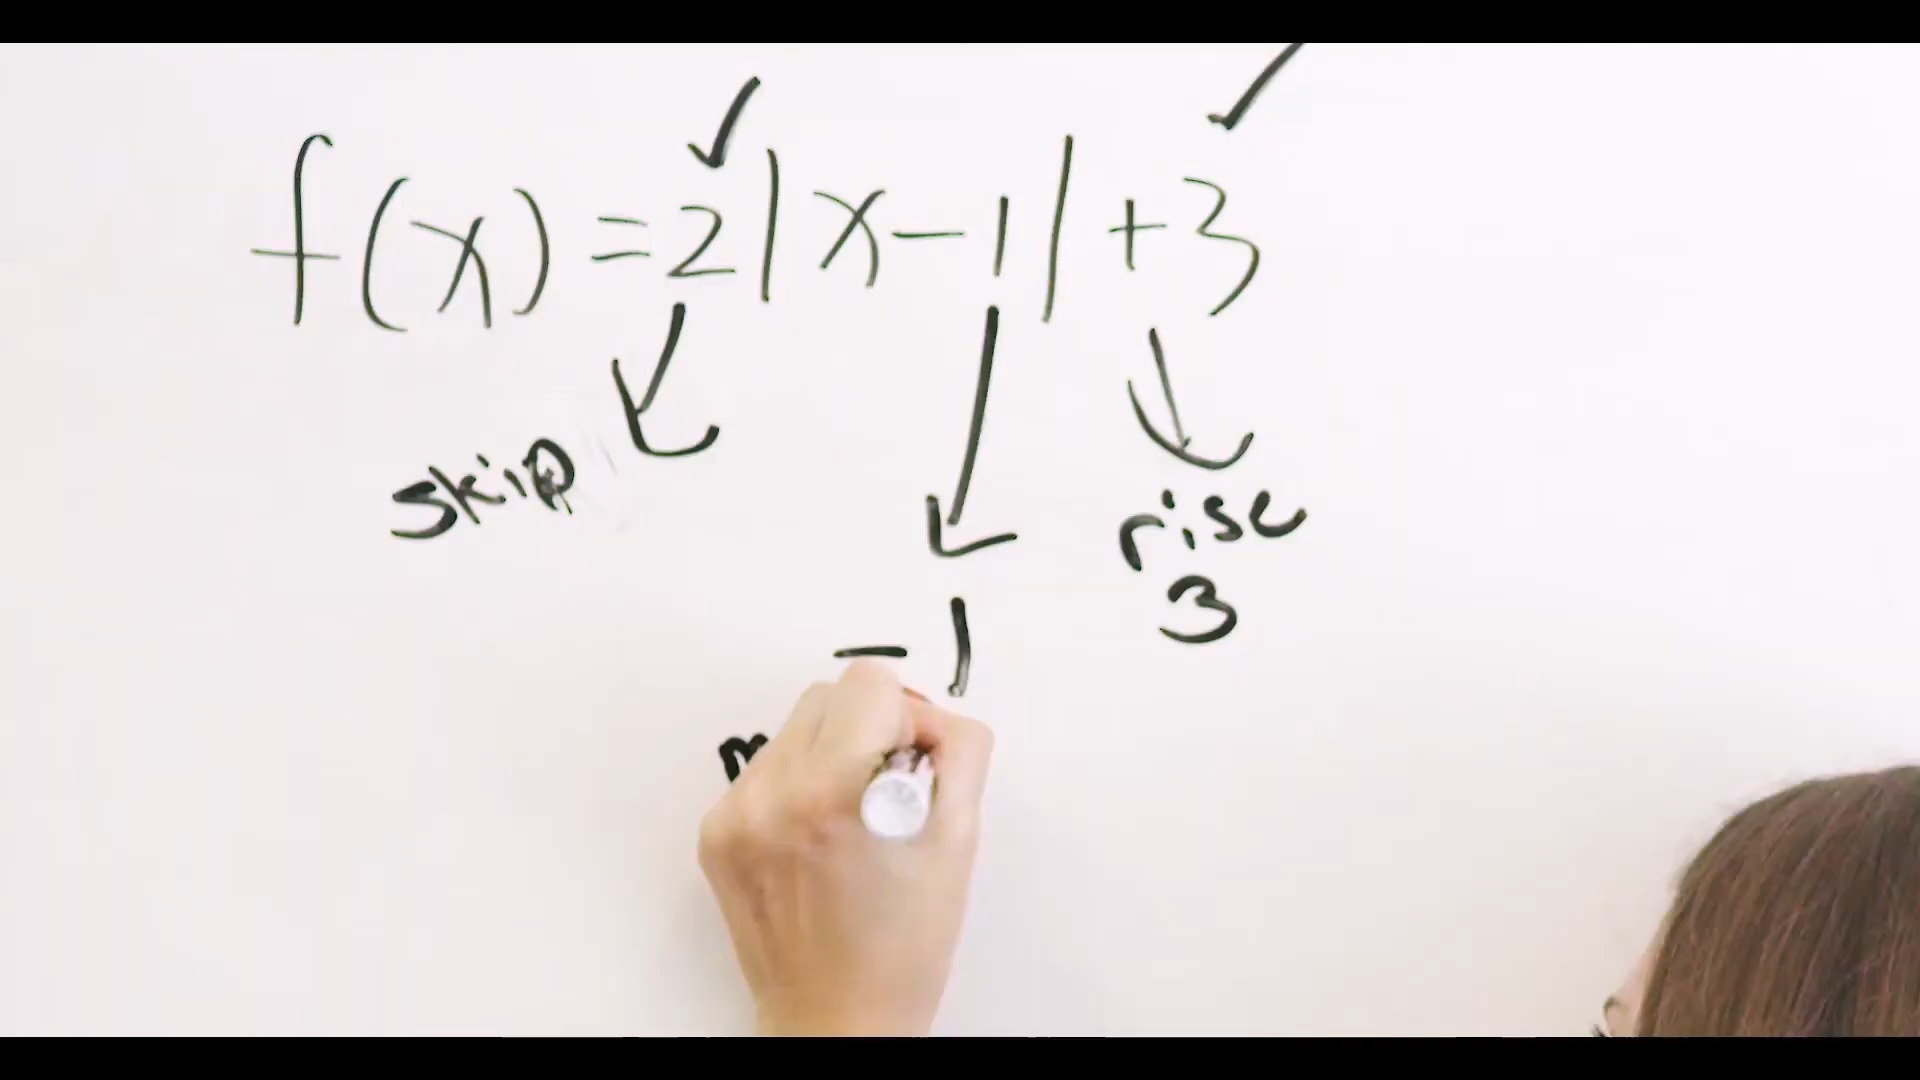 f(x) = 2|x-1| + 3
skip
rise
3
- 1